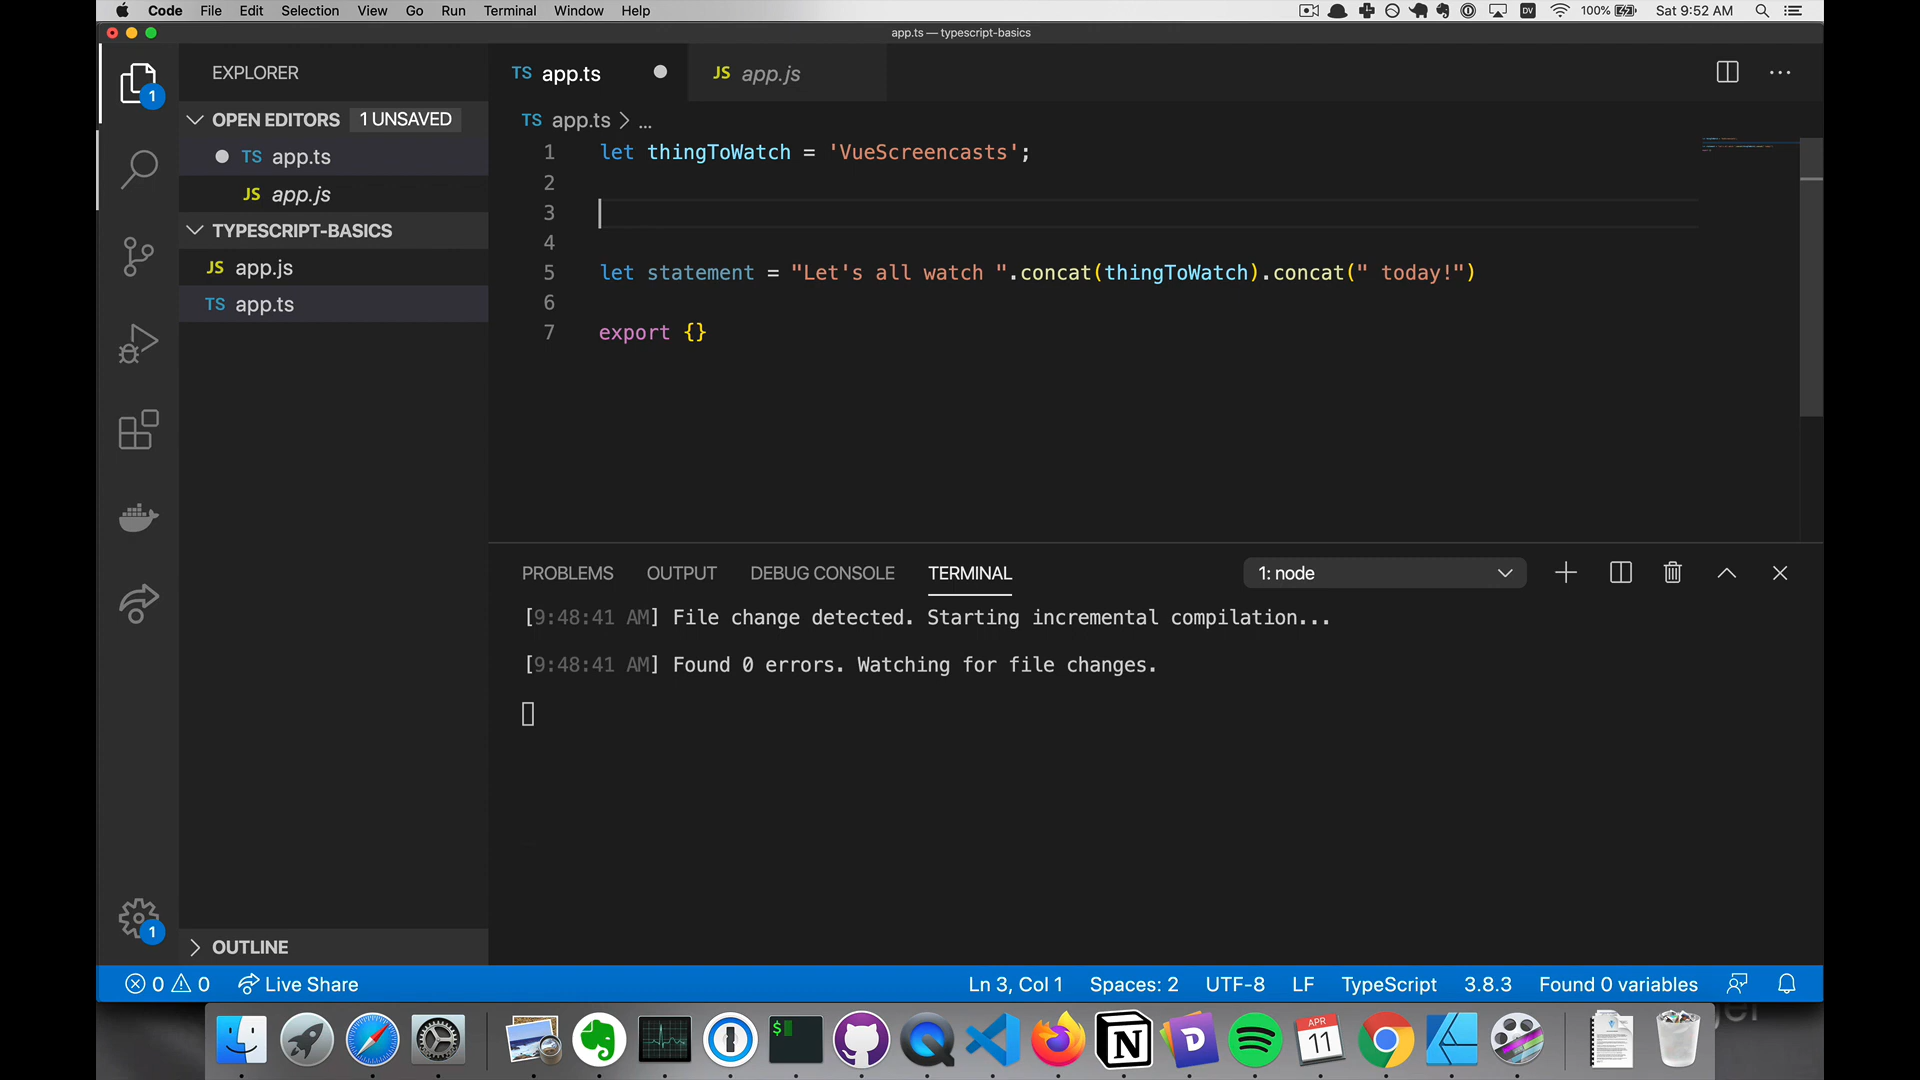 Code File Edit Selection View Go Run Terminal Window Help
DV 100% Sat 9:52 AM
app.ts — typescript-basics
1
EXPLORER
OPEN EDITORS 1 UNSAVED
TS app.ts
JS app.js
TYPESCRIPT-BASICS
JS app.js
TS app.ts
OUTLINE
1
TS app.ts
JS app.js
TS app.ts > ...
1 let thingToWatch = 'VueScreencasts';
2
3
4
5 let statement = "Let's all watch ".concat(thingToWatch).concat(" today!")
6
7 export {}
PROBLEMS OUTPUT DEBUG CONSOLE TERMINAL 1: node
[9:48:41 AM] File change detected. Starting incremental compilation...
[9:48:41 AM] Found 0 errors. Watching for file changes.
0 0 Live Share Ln 3, Col 1 Spaces: 2 UTF-8 LF TypeScript 3.8.3 Found 0 variables
$
N
D
APR
11